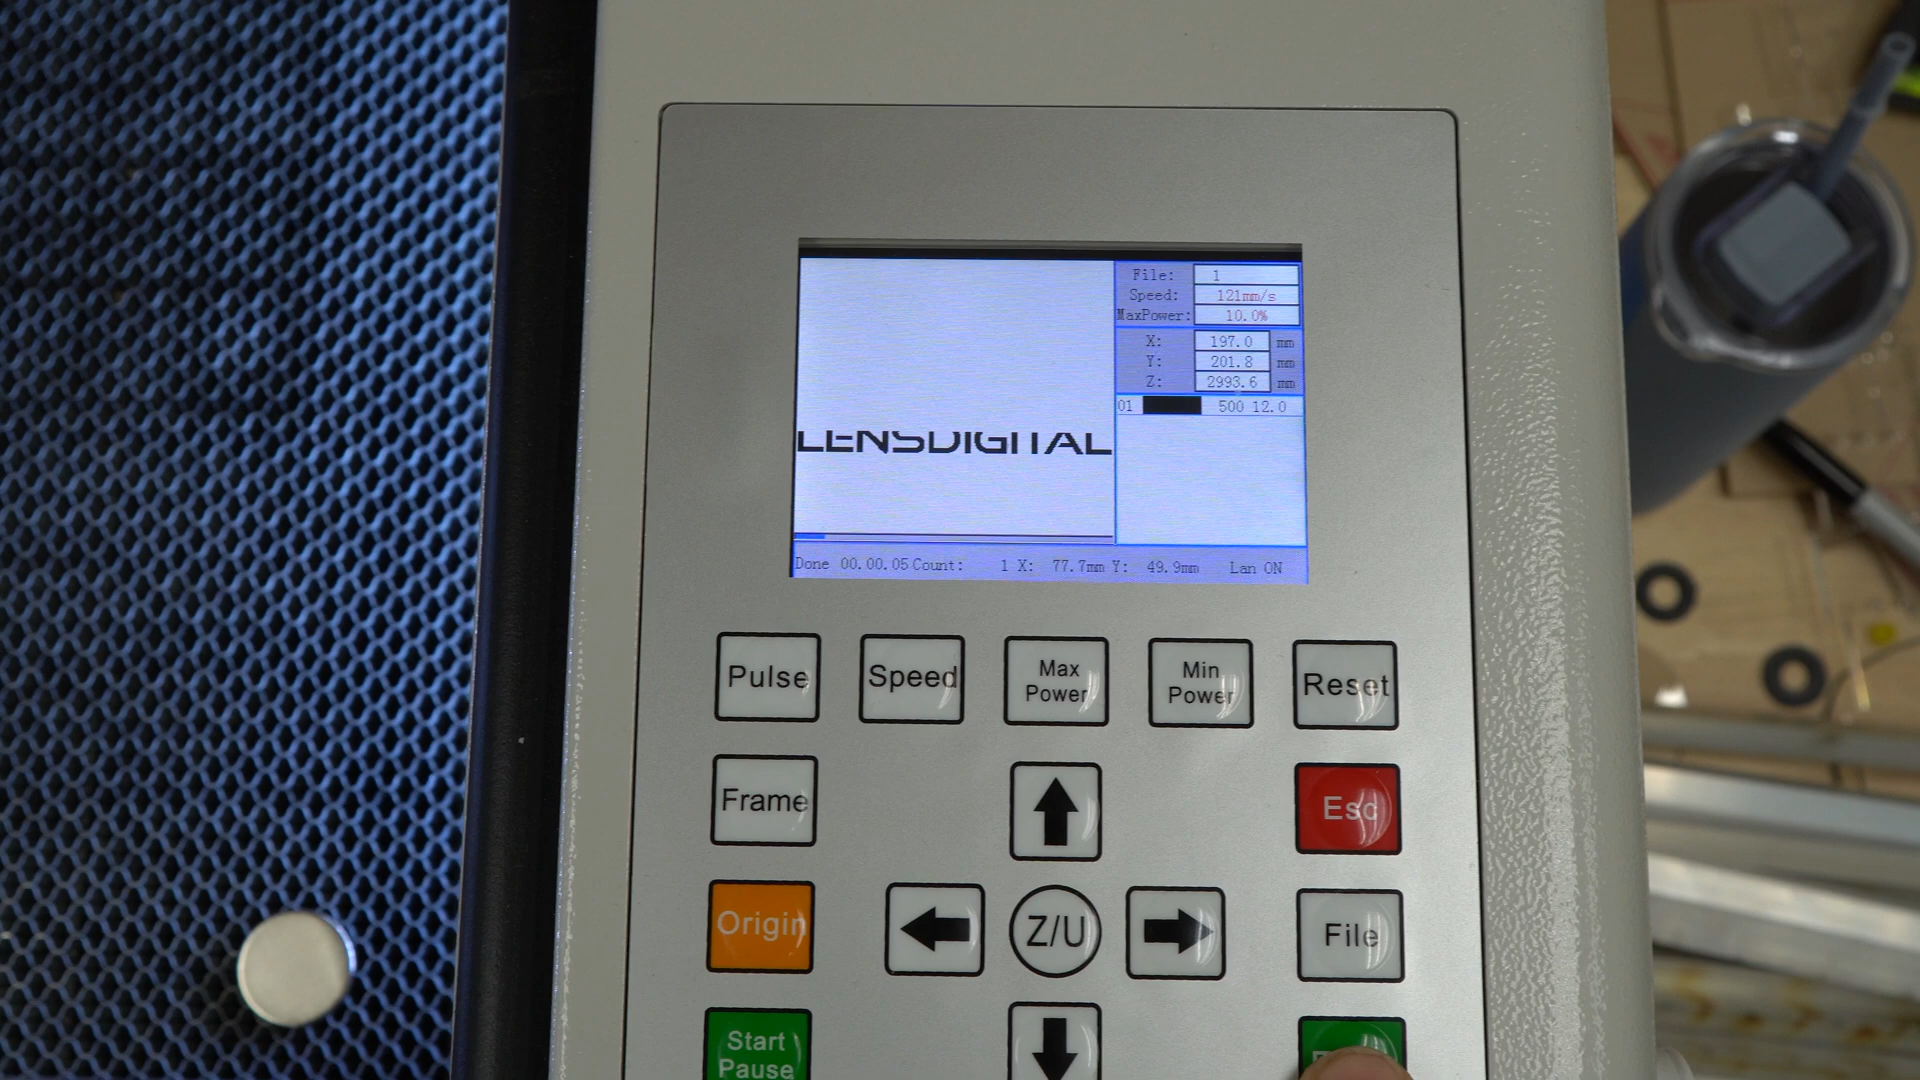 File: 1
Speed: 121mm/s
MaxPower: 10.0%
X: 197.0 mm
Y: 201.8 mm
Z: 2993.6 mm
01 500 12.0
LENSDIGITAL
Done 00.00.05 Count: 1 X: 77.7mm Y: 49.9mm Lan ON
Pulse
Speed
Max
Power
Min
Power
Reset
Frame
Esc
Origin
Z/U
File
Start
Pause